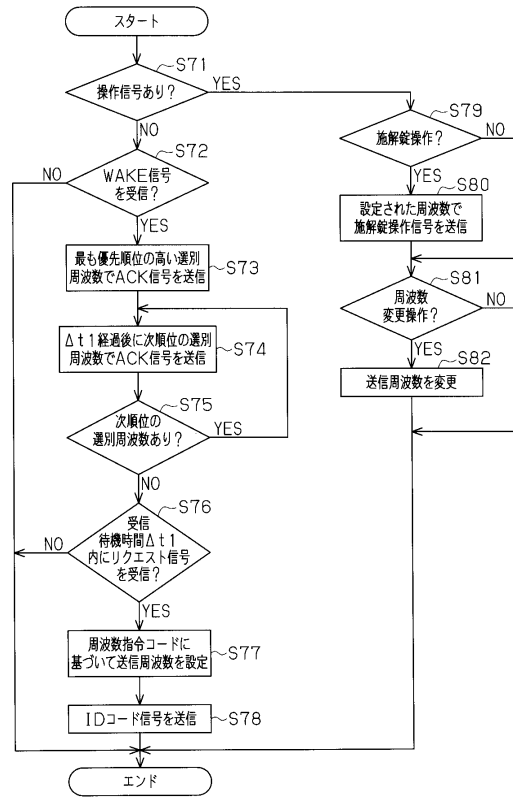 スタート
S71
操作信号あり?
YES
NO
S72
WAKE信号
を受信?
NO
YES
S73
最も優先順位の高い選別
周波数でACK信号を送信
S74
Δt1経過後に次順位の選別
周波数でACK信号を送信
S75
次順位の
選別周波数あり?
YES
NO
S76
受信
待機時間Δt1
内にリクエスト信号
を受信?
NO
YES
周波数指令コードに
基づいて送信周波数を設定
S77
IDコード信号を送信
S78
エンド
S79
施解錠操作?
NO
YES
S80
設定された周波数で
施解錠操作信号を送信
S81
周波数
変更操作?
NO
YES
S82
送信周波数を変更